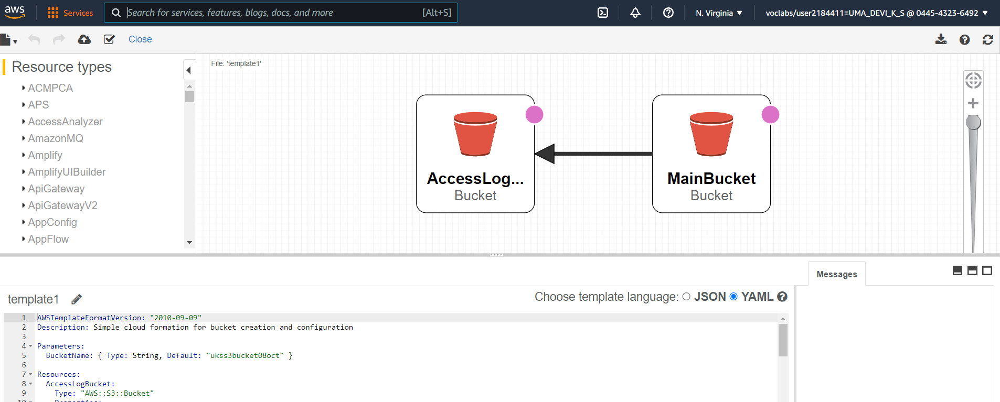 aws
Services
Search for services, features, blogs, docs, and more
[Alt+S]
N. Virginia
voclabs/user2184411=UMA_DEVI_K_S @ 0445-4323-6492
Close
Resource types
ACMPCA
APS
AccessAnalyzer
AmazonMQ
Amplify
AmplifyUIBuilder
ApiGateway
ApiGatewayV2
AppConfig
AppFlow
File: 'template1'
AccessLog...
Bucket
MainBucket
Bucket
Messages
template1
Choose template language: JSON YAML
1 AWSTemplateFormatVersion: "2010-09-09"
2 Description: Simple cloud formation for bucket creation and configuration
3
4 Parameters:
5 BucketName: { Type: String, Default: "ukss3bucket08oct" }
6
7 Resources:
8 AccessLogBucket:
9 Type: "AWS::S3::Bucket"
10 Properties: